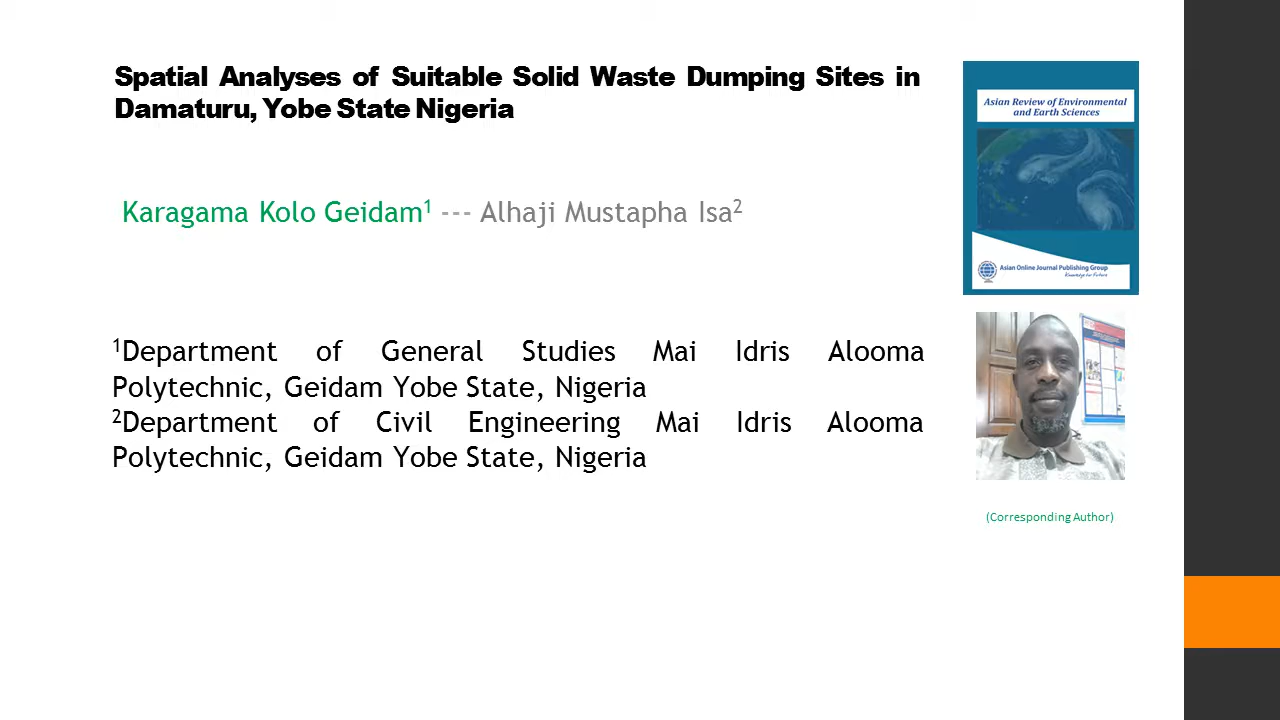 Spatial Analyses of Suitable Solid Waste Dumping Sites in
Damaturu, Yobe State Nigeria
Karagama Kolo Geidam¹ --- Alhaji Mustapha Isa²
¹Department of General Studies Mai Idris Alooma
Polytechnic, Geidam Yobe State, Nigeria
²Department of Civil Engineering Mai Idris Alooma
Polytechnic, Geidam Yobe State, Nigeria
Asian Review of Environmental
and Earth Sciences
Asian Online Journal Publishing Group
Knowledge for Future
(Corresponding Author)